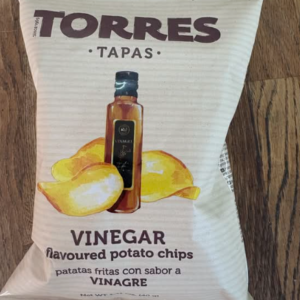 TORRES
• TAPAS •
VINEGAR
flavoured potato chips
patatas fritas con sabor a
VINAGRE